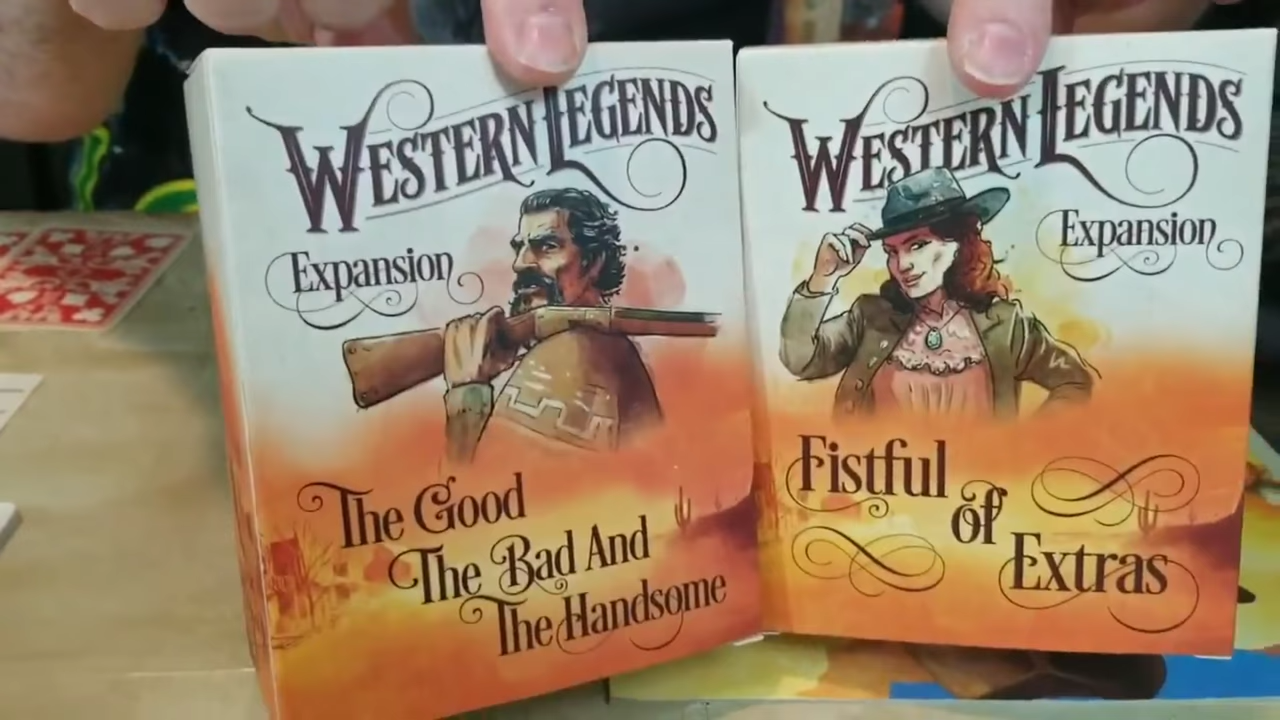 WESTERN LEGENDS
Expansion
The Good
The Bad And
The Handsome
WESTERN LEGENDS
Expansion
Fistful
of
Extras